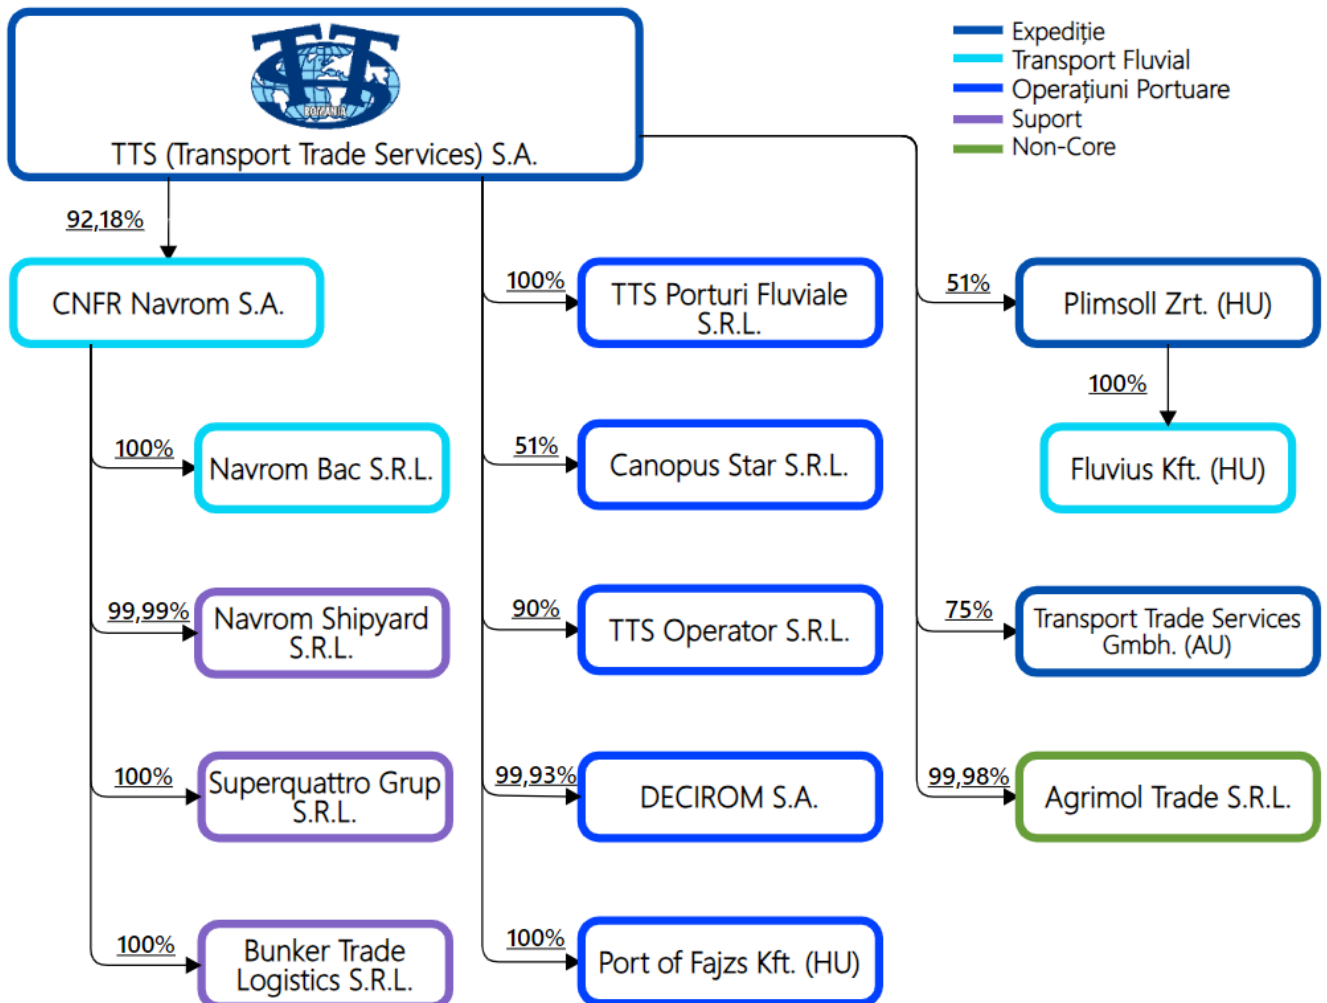 ROMANIA
TTS (Transport Trade Services) S.A.
Expediție
Transport Fluvial
Operațiuni Portuare
Suport
Non-Core
92,18%
CNFR Navrom S.A.
100%
Navrom Bac S.R.L.
99,99%
Navrom Shipyard
S.R.L.
100%
Superquattro Grup
S.R.L.
100%
Bunker Trade
Logistics S.R.L.
100%
TTS Porturi Fluviale
S.R.L.
51%
Canopus Star S.R.L.
90%
TTS Operator S.R.L.
99,93%
DECIROM S.A.
100%
Port of Fajzs Kft. (HU)
51%
Plimsoll Zrt. (HU)
100%
Fluvius Kft. (HU)
75%
Transport Trade Services
Gmbh. (AU)
99,98%
Agrimol Trade S.R.L.